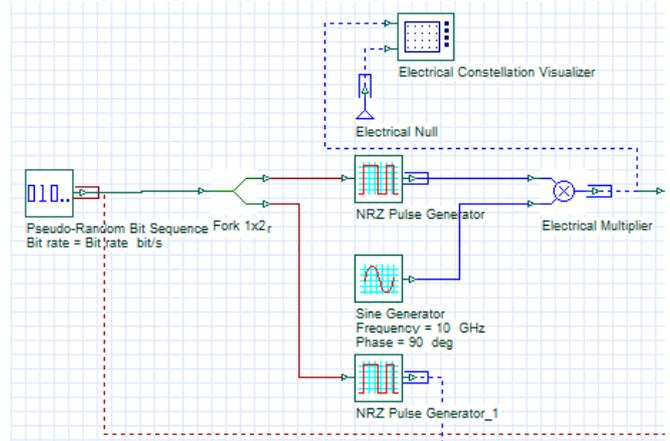 Electrical Constellation Visualizer
Electrical Null
010..
Pseudo-Random Bit Sequence
Bit rate = Bit rate bit/s
Fork 1x2
NRZ Pulse Generator
Electrical Multiplier
Sine Generator
Frequency = 10 GHz
Phase = 90 deg
NRZ Pulse Generator_1